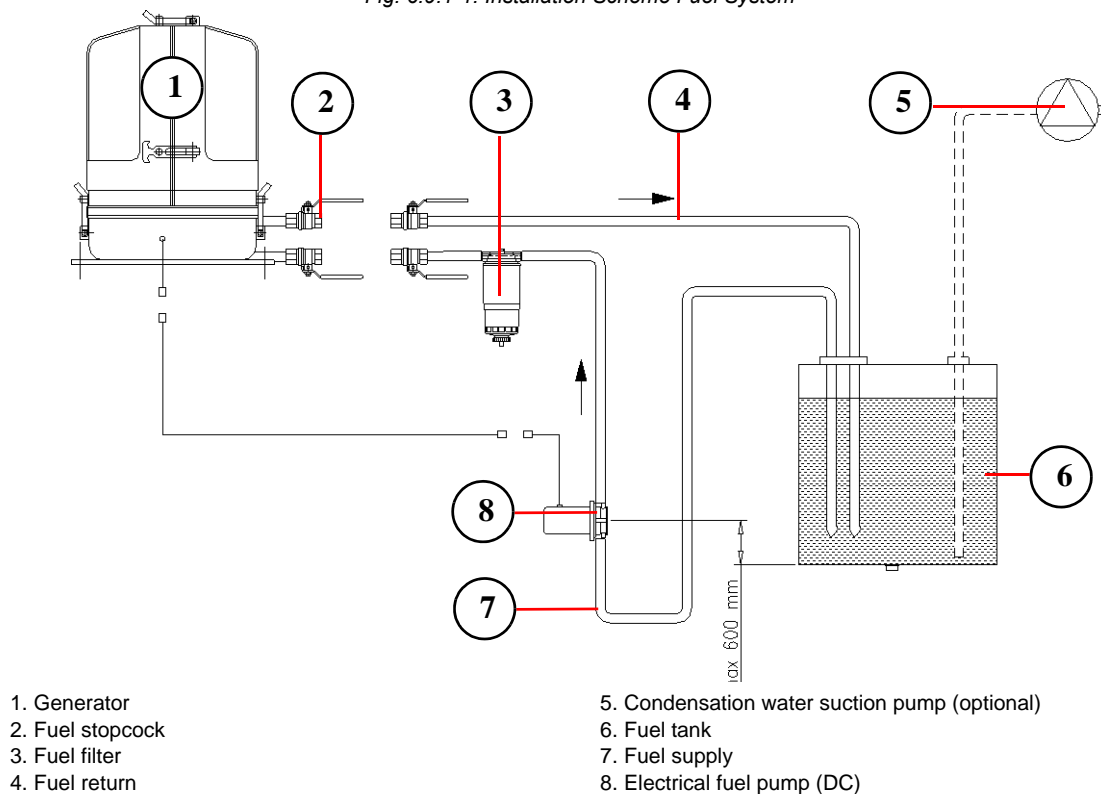 1
2
3
4
5
6
7
8
600 mm
1. Generator
2. Fuel stopcock
3. Fuel filter
4. Fuel return
5. Condensation water suction pump (optional)
6. Fuel tank
7. Fuel supply
8. Electrical fuel pump (DC)